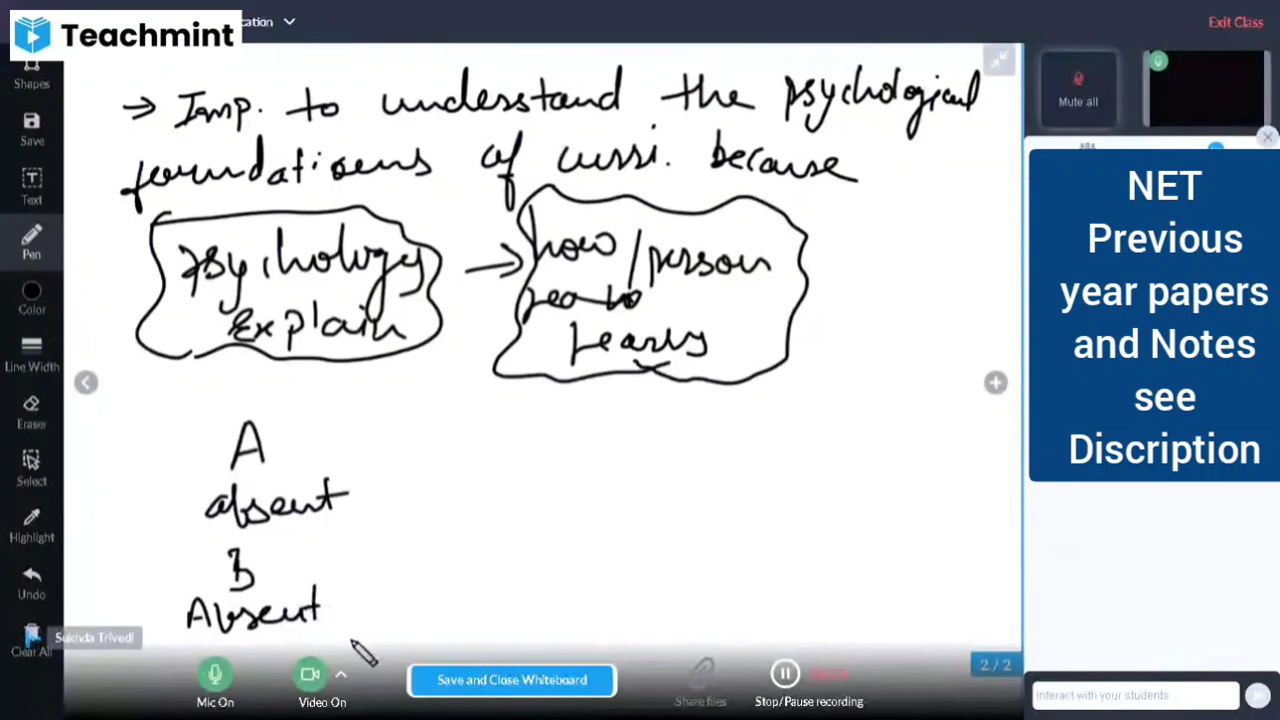 Teachmint
cation
Exit Class
Shapes
Save
Text
Pen
Color
Line Width
Eraser
Select
Highlight
Undo
Clear All
→ Imp. to understand the psychological
foundations of curri. because
psychology → how / person
Explain
learns
A
absent
B
Absent
Sukhda Trivedi
Mute all
NET
Previous
year papers
and Notes
see
Discription
2 / 2
Mic On
Video On
Save and Close Whiteboard
Share files
Stop/Pause recording
Interact with your students...